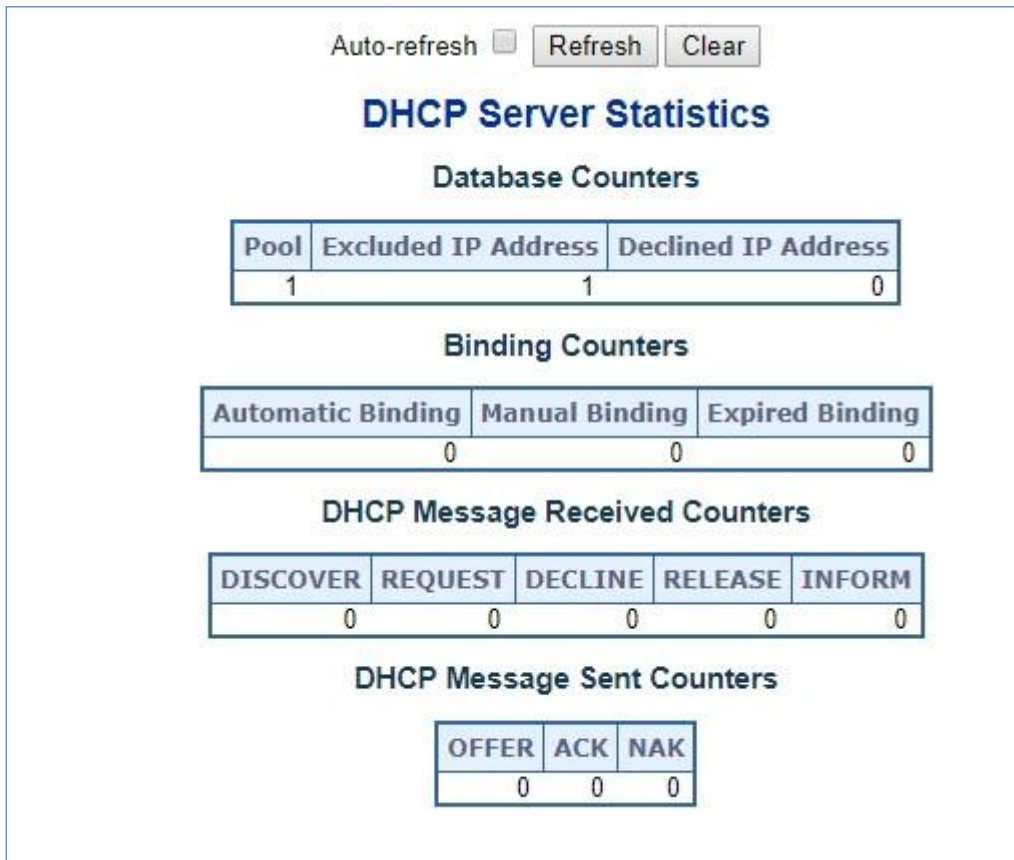 Auto-refresh Refresh Clear
DHCP Server Statistics
Database Counters
Pool Excluded IP Address Declined IP Address
1 1 0
Binding Counters
Automatic Binding Manual Binding Expired Binding
0 0 0
DHCP Message Received Counters
DISCOVER REQUEST DECLINE RELEASE INFORM
0 0 0 0 0
DHCP Message Sent Counters
OFFER ACK NAK
0 0 0